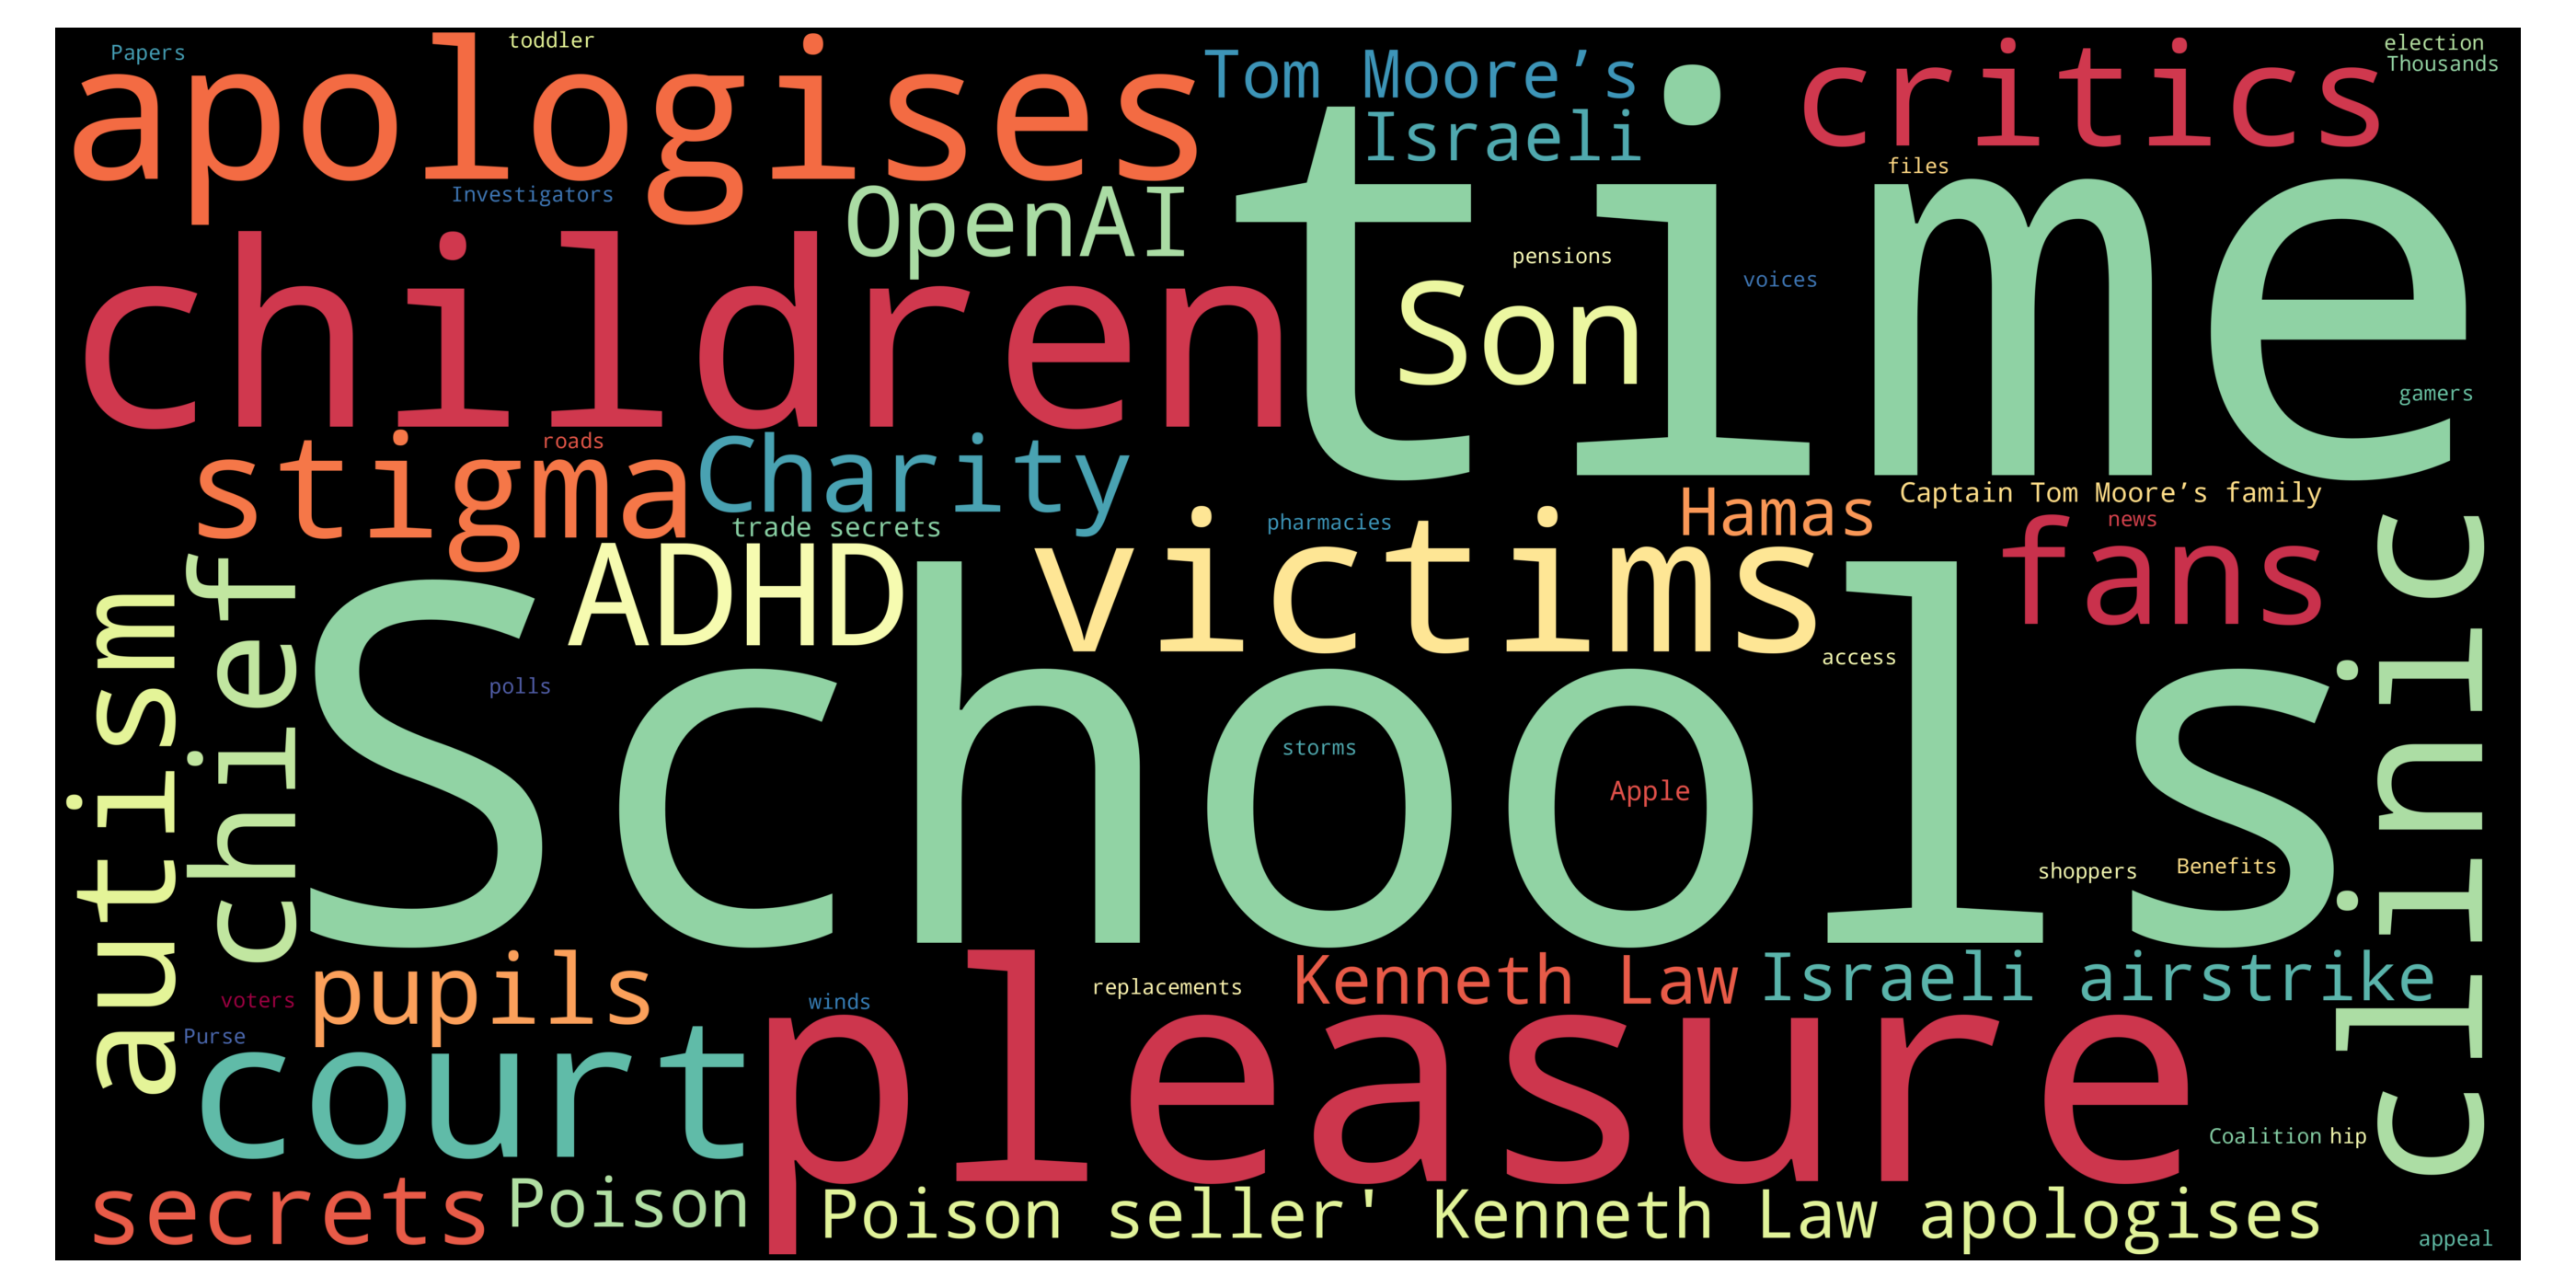 Papers
toddler
apologises
Tom Moore’s
critics
election
Thousands
Israeli
files
Investigators
OpenAI
time
children
pensions
voices
Son
gamers
roads
stigma
Charity
trade secrets
pharmacies
Hamas
Captain Tom Moore’s family
news
fans
clinic
autism
chief
ADHD
victims
access
Schools
polls
storms
Apple
shoppers
Benefits
pupils
voters
winds
replacements
Kenneth Law
Israeli airstrike
Purse
court
pleasure
Coalition
hip
secrets
Poison
Poison seller' Kenneth Law apologises
appeal